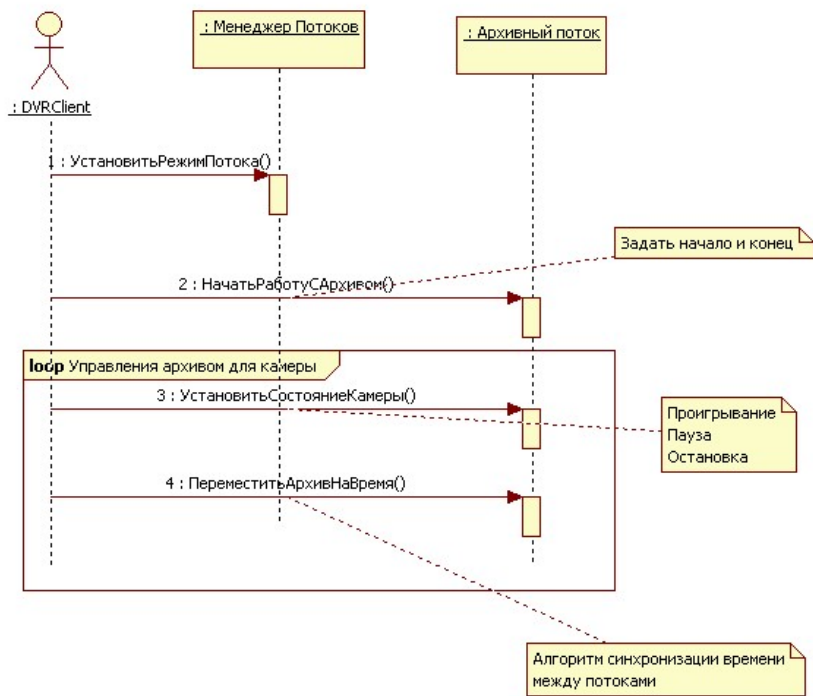 : Менеджер Потоков
: Архивный поток
: DVRClient
1 : УстановитьРежимПотока()
Задать начало и конец
2 : НачатьРаботуСАрхивом()
loop Управления архивом для камеры
3 : УстановитьСостояниеКамеры()
Проигрывание
Пауза
Остановка
4 : ПереместитьАрхивНаВремя()
Алгоритм синхронизации времени
между потоками